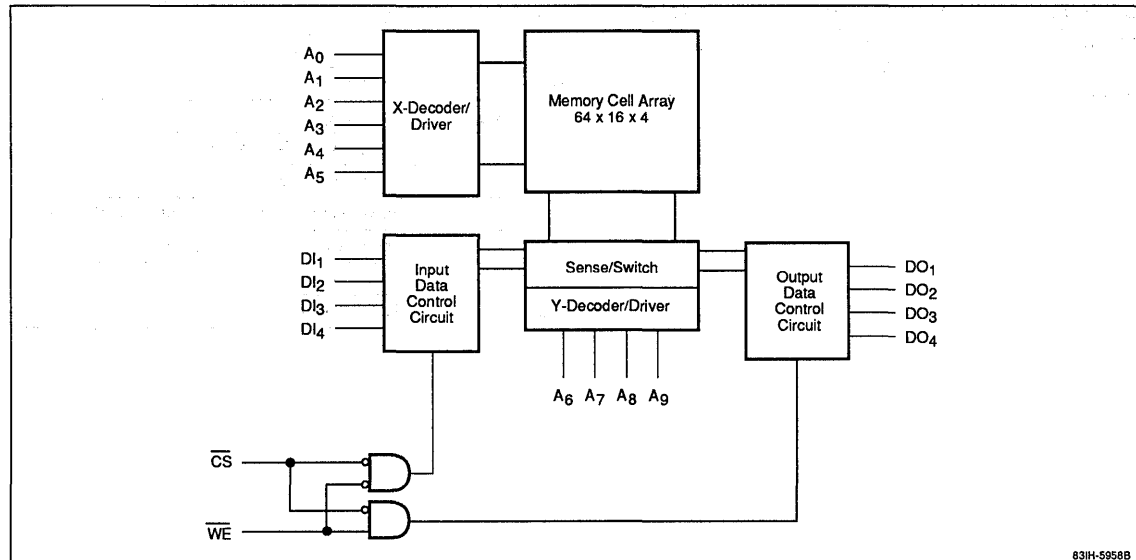 A0
A1
A2
A3
A4
A5
X-Decoder/
Driver
Memory Cell Array
64 x 16 x 4
DI1
DI2
DI3
DI4
Input
Data
Control
Circuit
Sense/Switch
Y-Decoder/Driver
Output
Data
Control
Circuit
DO1
DO2
DO3
DO4
A6 A7 A8 A9
C̅S̅
W̅E̅
83IH-5958B